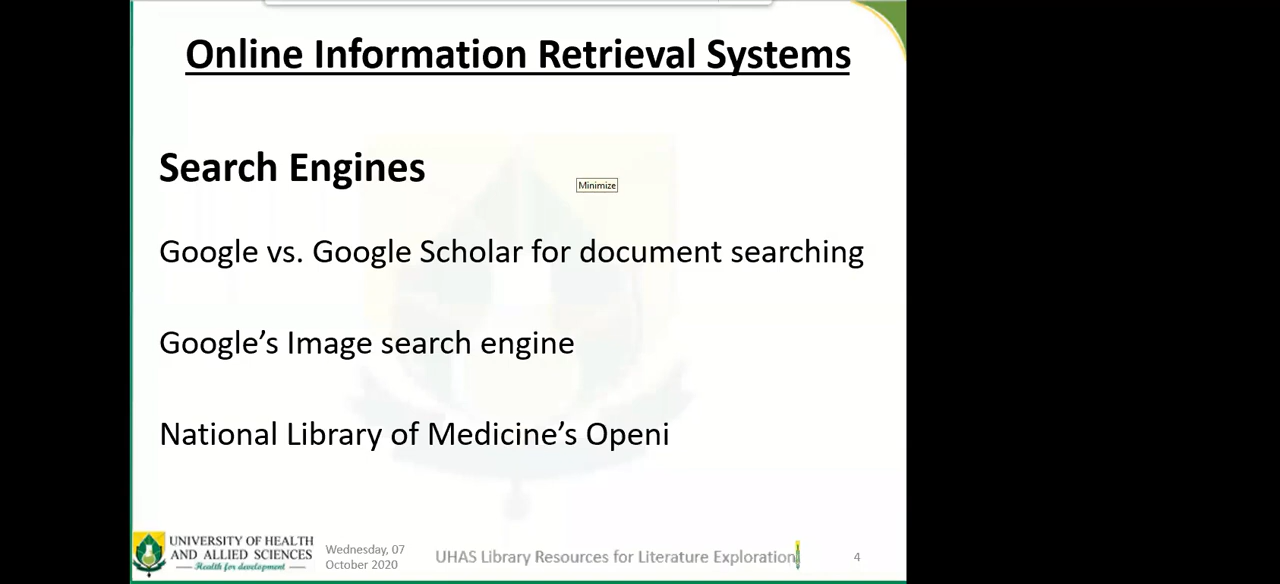 Online Information Retrieval Systems
Search Engines
Minimize
Google vs. Google Scholar for document searching
Google’s Image search engine
National Library of Medicine’s Openi
UNIVERSITY OF HEALTH
AND ALLIED SCIENCES
Health for development
Wednesday, 07
October 2020
UHAS Library Resources for Literature Exploration
4